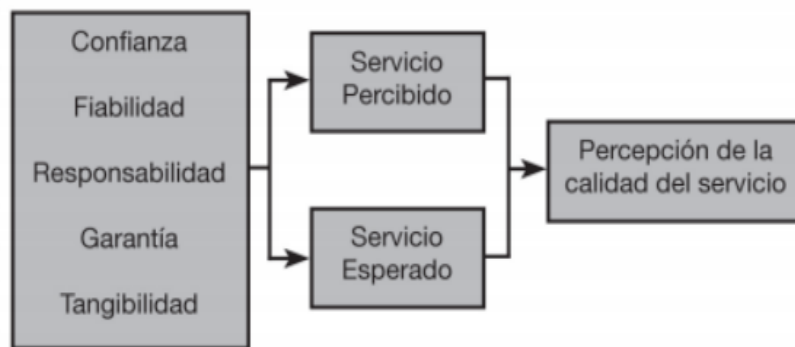 Confianza
Fiabilidad
Responsabilidad
Garantía
Tangibilidad
Servicio
Percibido
Servicio
Esperado
Percepción de la
calidad del servicio